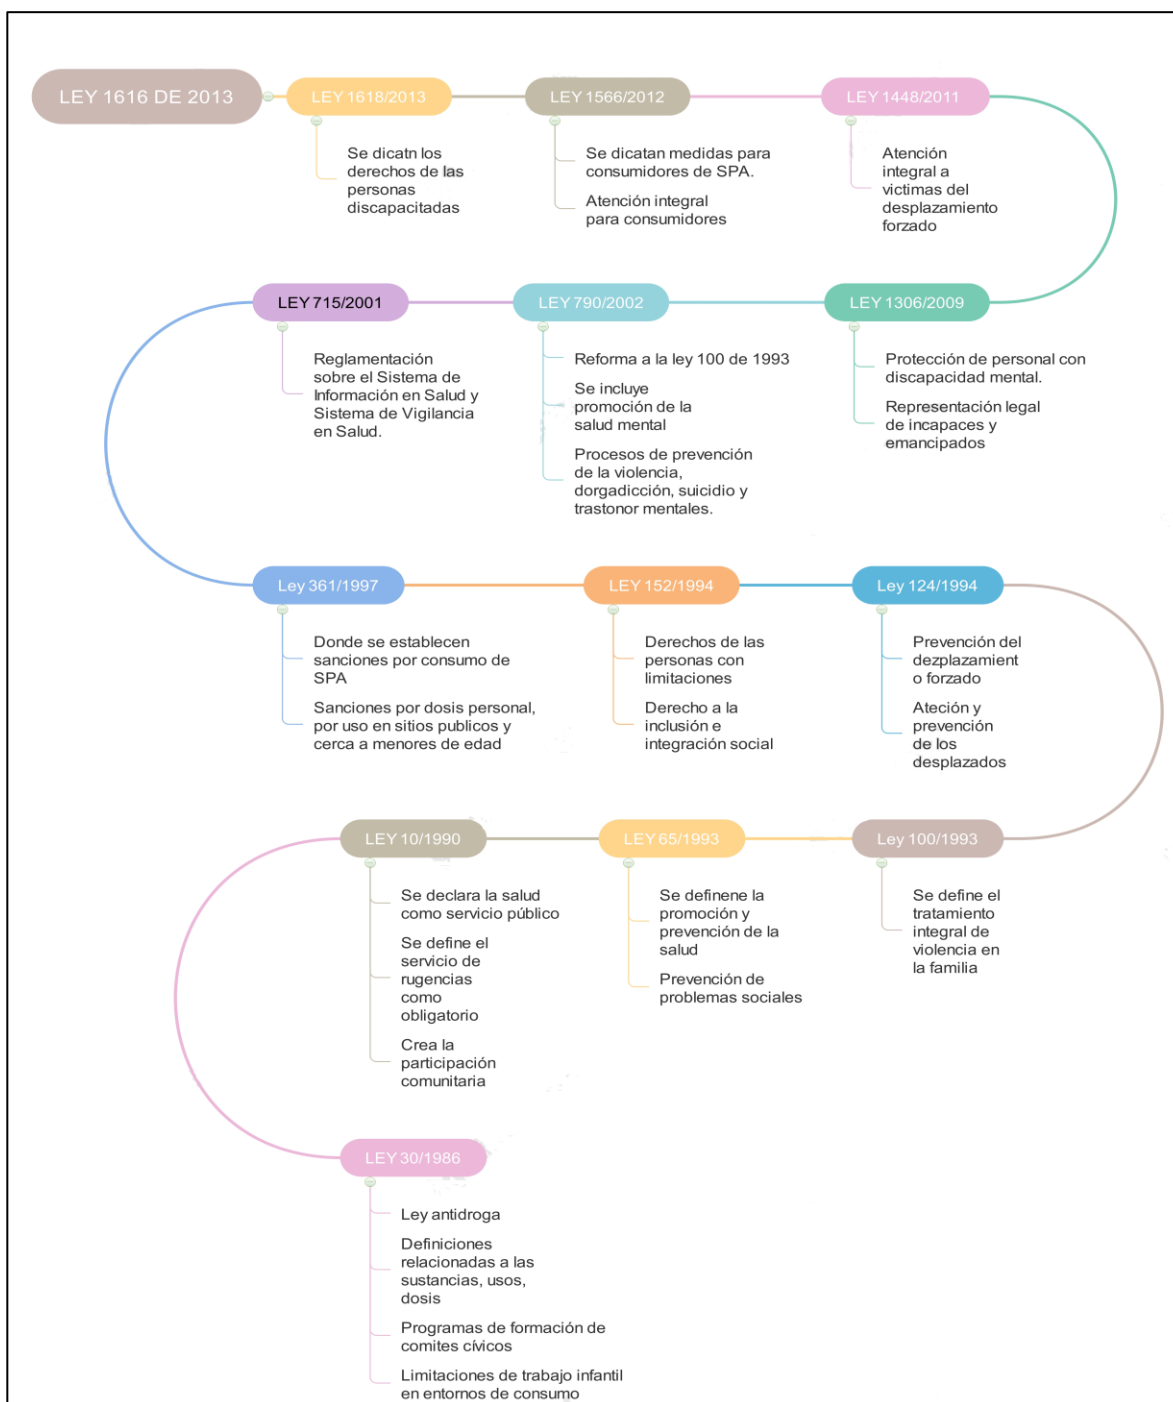 LEY 1616 DE 2013
LEY 1618/2013
Se dicatn los
derechos de las
personas
discapacitadas
LEY 1566/2012
Se dicatan medidas para
consumidores de SPA.
Atención integral
para consumidores
LEY 1448/2011
Atención
integral a
victimas del
desplazamiento
forzado
LEY 715/2001
Reglamentación
sobre el Sistema de
Información en Salud y
Sistema de Vigilancia
en Salud.
LEY 790/2002
Reforma a la ley 100 de 1993
Se incluye
promoción de la
salud mental
Procesos de prevención
de la violencia,
dorgadicción, suicidio y
trastonor mentales.
LEY 1306/2009
Protección de personal con
discapacidad mental.
Representación legal
de incapaces y
emancipados
Ley 361/1997
Donde se establecen
sanciones por consumo de
SPA
Sanciones por dosis personal,
por uso en sitios publicos y
cerca a menores de edad
LEY 152/1994
Derechos de las
personas con
limitaciones
Derecho a la
inclusión e
integración social
Ley 124/1994
Prevención del
dezplazamient
o forzado
Ateción y
prevención
de los
desplazados
LEY 10/1990
Se declara la salud
como servicio público
Se define el
servicio de
rugencias
como
obligatorio
Crea la
participación
comunitaria
LEY 65/1993
Se definene la
promoción y
prevención de la
salud
Prevención de
problemas sociales
Ley 100/1993
Se define el
tratamiento
integral de
violencia en
la familia
LEY 30/1986
Ley antidroga
Definiciones
relacionadas a las
sustancias, usos,
dosis
Programas de formación de
comites cívicos
Limitaciones de trabajo infantil
en entornos de consumo